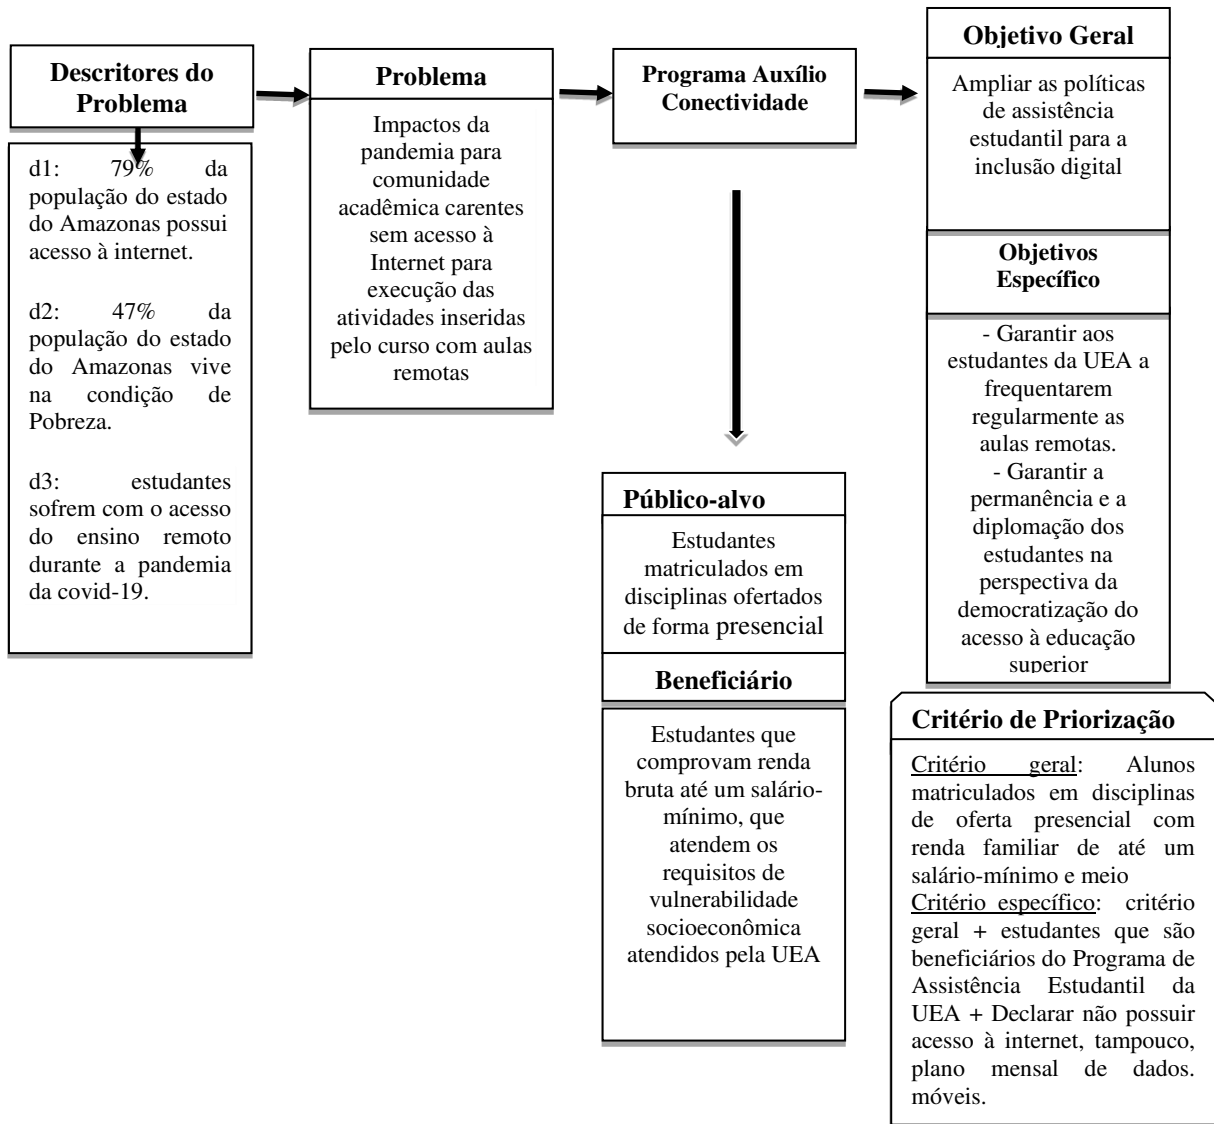 Descritores do
Problema
d1: 79% da
população do estado
do Amazonas possui
acesso à internet.
d2: 47% da
população do estado
do Amazonas vive
na condição de
Pobreza.
d3: estudantes
sofrem com o acesso
do ensino remoto
durante a pandemia
da covid-19.
Problema
Impactos da
pandemia para
comunidade
acadêmica carentes
sem acesso à
Internet para
execução das
atividades inseridas
pelo curso com aulas
remotas
Programa Auxílio
Conectividade
Público-alvo
Estudantes
matriculados em
disciplinas ofertados
de forma presencial
Beneficiário
Estudantes que
comprovam renda
bruta até um salário-
mínimo, que
atendem os
requisitos de
vulnerabilidade
socioeconômica
atendidos pela UEA
Objetivo Geral
Ampliar as políticas
de assistência
estudantil para a
inclusão digital
Objetivos
Específico
- Garantir aos
estudantes da UEA a
frequentarem
regularmente as
aulas remotas.
- Garantir a
permanência e a
diplomação dos
estudantes na
perspectiva da
democratização do
acesso à educação
superior
Critério de Priorização
Critério geral: Alunos
matriculados em disciplinas
de oferta presencial com
renda familiar de até um
salário-mínimo e meio
Critério específico: critério
geral + estudantes que são
beneficiários do Programa de
Assistência Estudantil da
UEA + Declarar não possuir
acesso à internet, tampouco,
plano mensal de dados.
móveis.